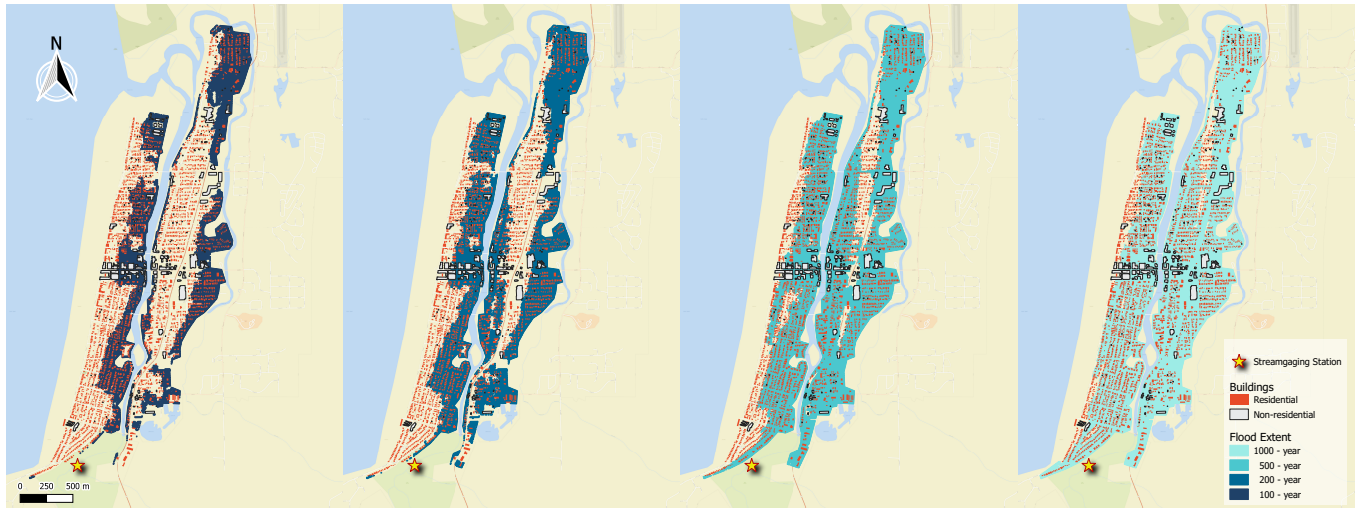 N
0 250 500 m
Streamgaging Station
Buildings
Residential
Non-residential
Flood Extent
1000 - year
500 - year
200 - year
100 - year